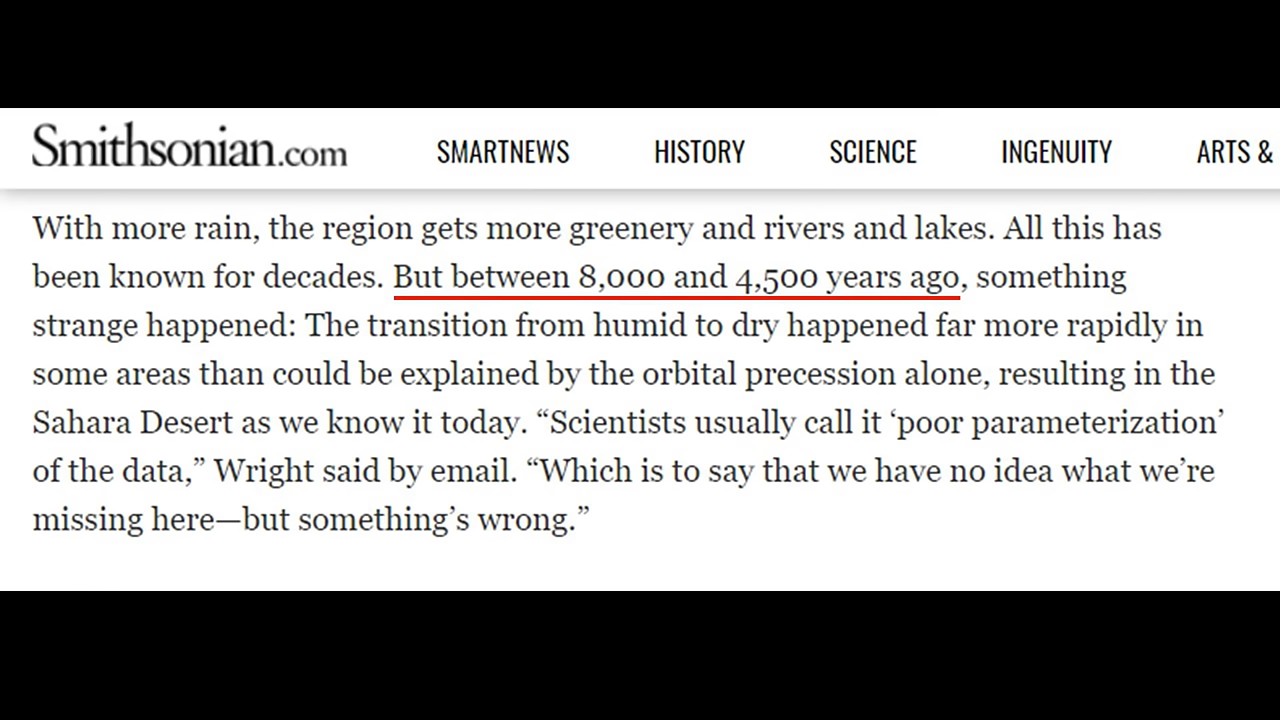 Smithsonian.com SMARTNEWS HISTORY SCIENCE INGENUITY ARTS &
With more rain, the region gets more greenery and rivers and lakes. All this has
been known for decades. But between 8,000 and 4,500 years ago, something
strange happened: The transition from humid to dry happened far more rapidly in
some areas than could be explained by the orbital precession alone, resulting in the
Sahara Desert as we know it today. “Scientists usually call it ‘poor parameterization’
of the data,” Wright said by email. “Which is to say that we have no idea what we’re
missing here—but something’s wrong.”